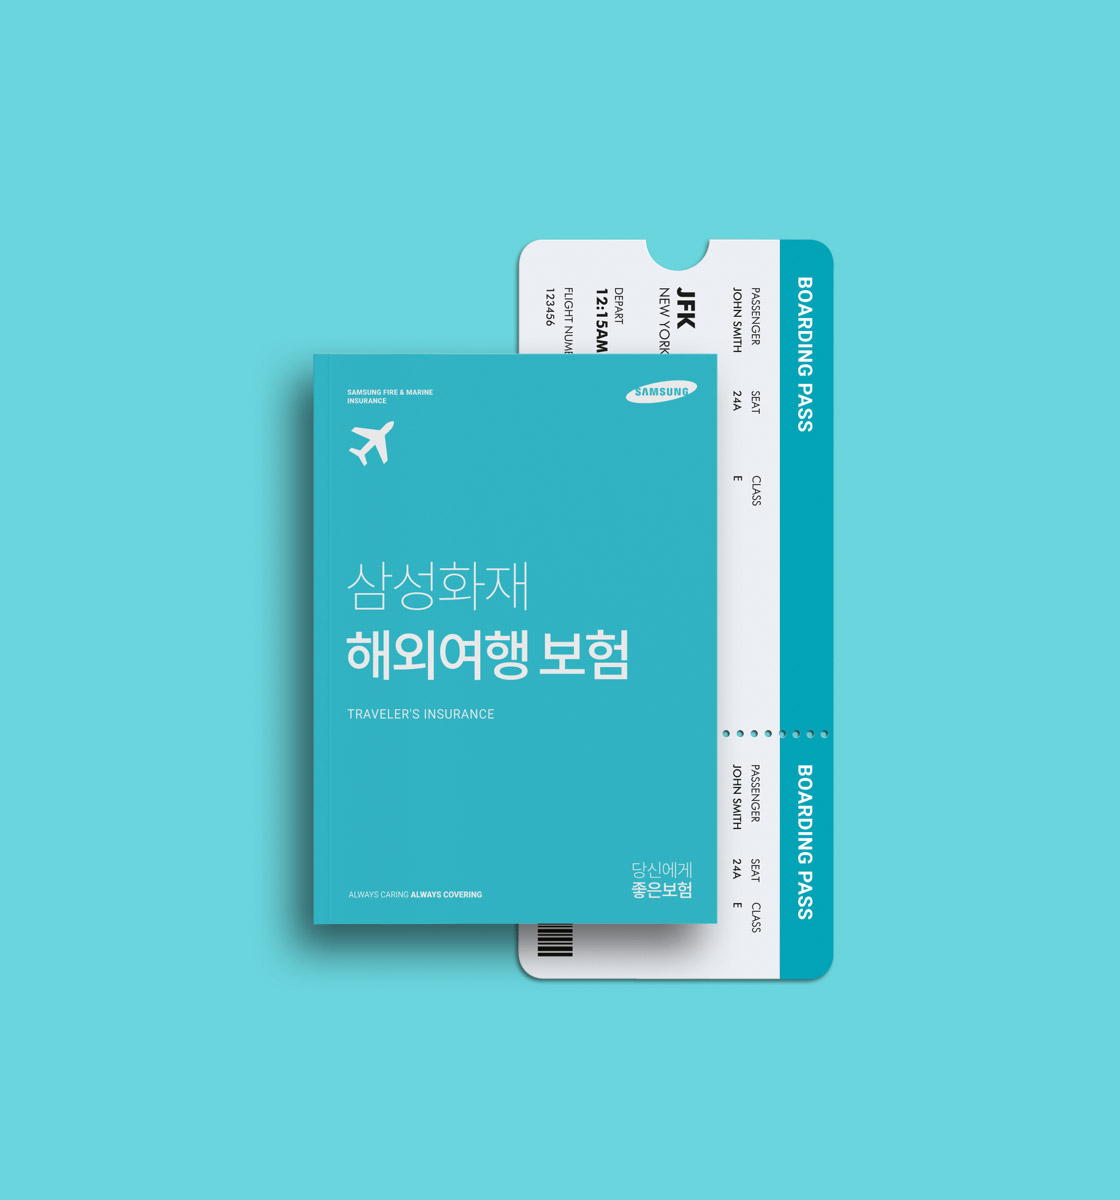 SAMSUNG FIRE & MARINE
INSURANCE
SAMSUNG
삼성화재
해외여행 보험
TRAVELER'S INSURANCE
ALWAYS CARING ALWAYS COVERING
당신에게
좋은보험
BOARDING PASS
PASSENGER SEAT CLASS
JOHN SMITH 24A E
JFK
NEW YORK
DEPART
12:15AM
FLIGHT
123456
BOARDING PASS
PASSENGER SEAT CLASS
JOHN SMITH 24A E